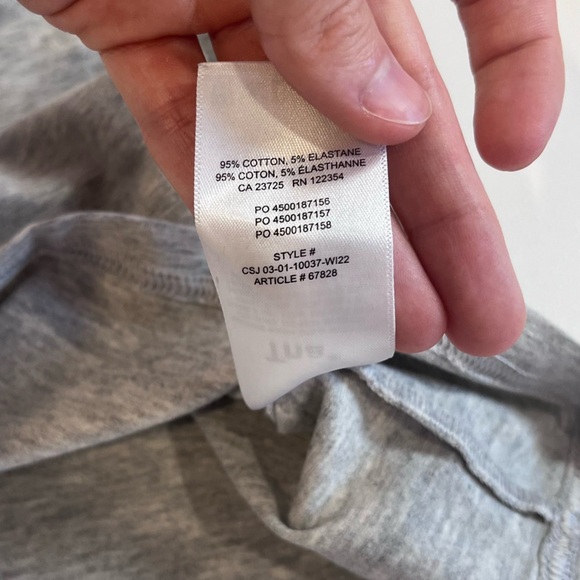 95% COTTON, 5% ELASTANE
95% COTON, 5% ÉLASTHANNE
CA 23725 RN 122354
PO 4500187156
PO 4500187157
PO 4500187158
STYLE #
CSJ 03-01-10037-WI22
ARTICLE # 67828